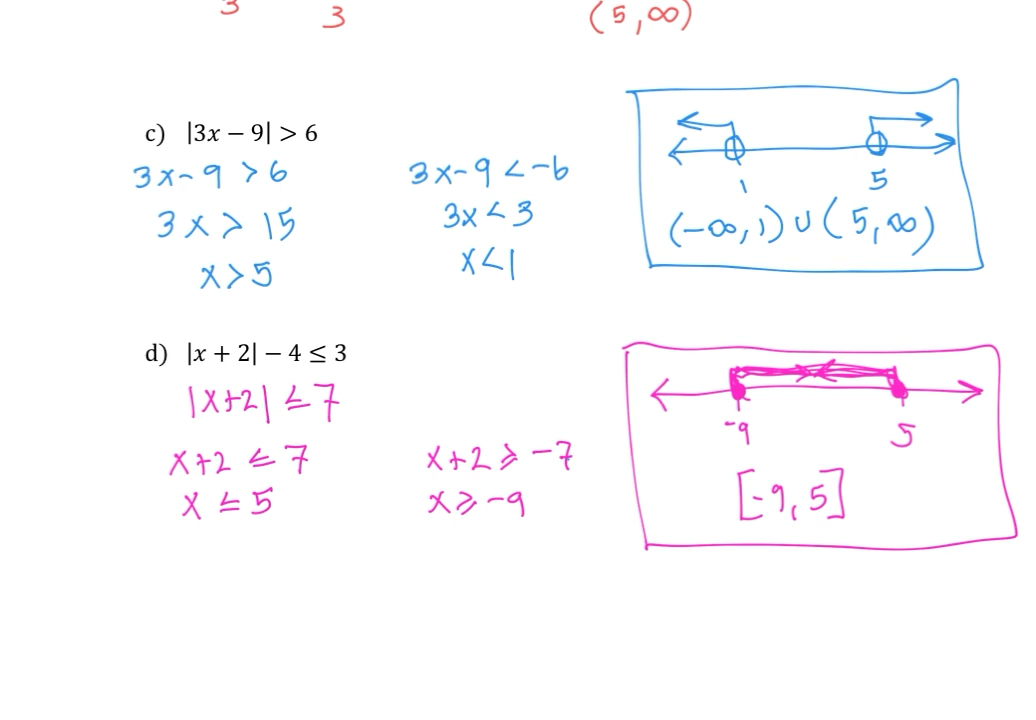 3 3 (5,∞)
c) |3x − 9| > 6
3x-9 > 6 3x-9 < -6
3x > 15 3x < 3
x > 5 x < 1
1 5
(-∞,1) ∪ (5,∞)
d) |x + 2| − 4 ≤ 3
|x+2| ≤ 7
x+2 ≤ 7 x+2 ≥ -7
x ≤ 5 x ≥ -9
-9 5
[-9,5]